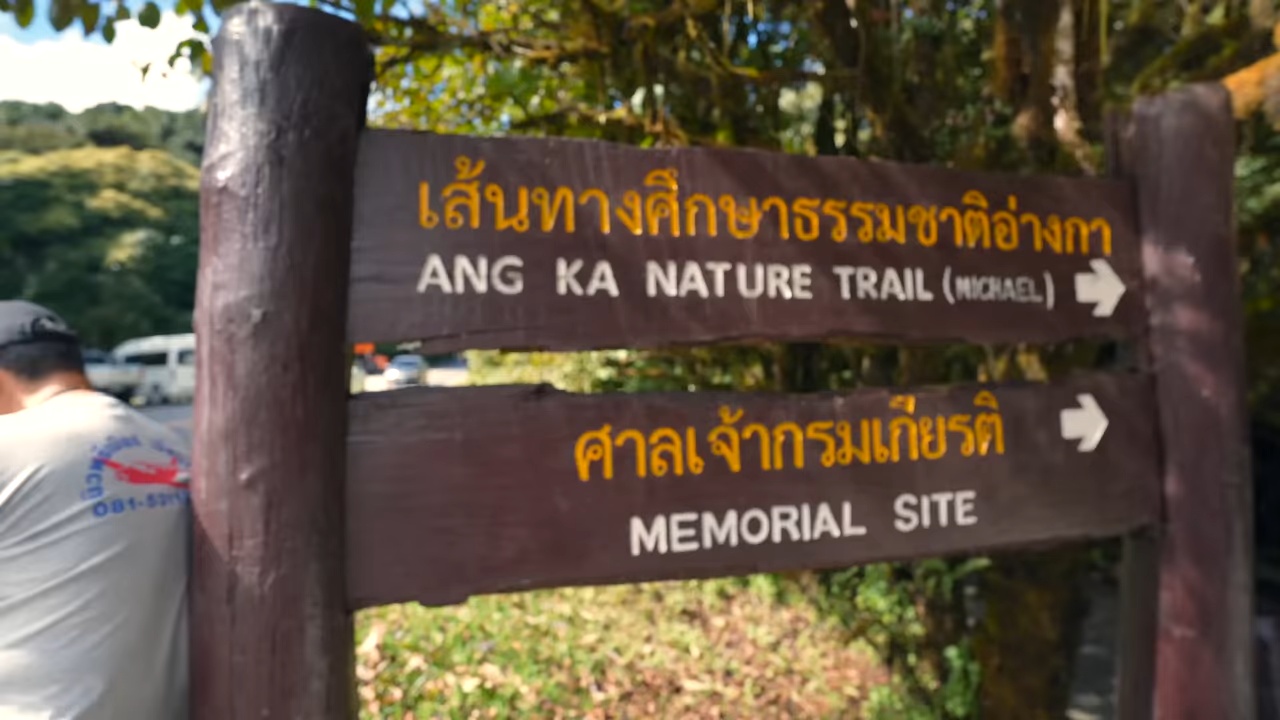 เส้นทางศึกษาธรรมชาติอ่างกา
ANG KA NATURE TRAIL (MICHAEL)
ศาลเจ้ากรมเกียรติ
MEMORIAL SITE